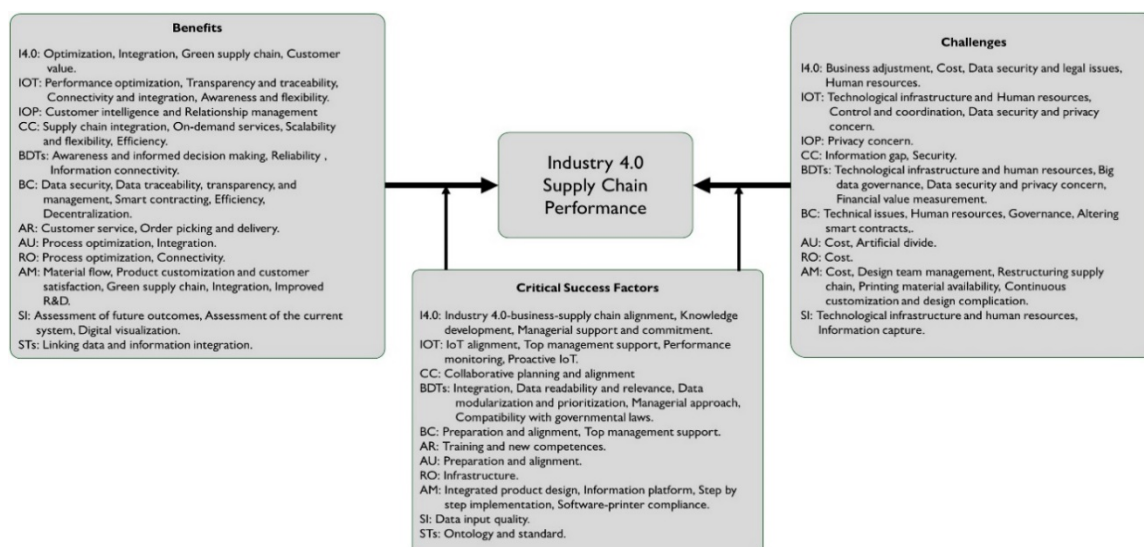 Benefits
I4.0: Optimization, Integration, Green supply chain, Customer
value.
IOT: Performance optimization, Transparency and traceability,
Connectivity and integration, Awareness and flexibility.
IOP: Customer intelligence and Relationship management
CC: Supply chain integration, On-demand services, Scalability
and flexibility, Efficiency.
BDTs: Awareness and informed decision making, Reliability ,
Information connectivity.
BC: Data security, Data traceability, transparency, and
management, Smart contracting, Efficiency,
Decentralization.
AR: Customer service, Order picking and delivery.
AU: Process optimization, Integration.
RO: Process optimization, Connectivity.
AM: Material flow, Product customization and customer
satisfaction, Green supply chain, Integration, Improved
R&D.
SI: Assessment of future outcomes, Assessment of the current
system, Digital visualization.
STs: Linking data and information integration.
Industry 4.0
Supply Chain
Performance
Challenges
I4.0: Business adjustment, Cost, Data security and legal issues,
Human resources.
IOT: Technological infrastructure and Human resources,
Control and coordination, Data security and privacy
concern.
IOP: Privacy concern.
CC: Information gap, Security.
BDTs: Technological infrastructure and human resources, Big
data governance, Data security and privacy concern,
Financial value measurement.
BC: Technical issues, Human resources, Governance, Altering
smart contracts,.
AU: Cost, Artificial divide.
RO: Cost.
AM: Cost, Design team management, Restructuring supply
chain, Printing material availability, Continuous
customization and design complication.
SI: Technological infrastructure and human resources,
Information capture.
Critical Success Factors
I4.0: Industry 4.0-business-supply chain alignment, Knowledge
development, Managerial support and commitment.
IOT: IoT alignment, Top management support, Performance
monitoring, Proactive IoT.
CC: Collaborative planning and alignment
BDTs: Integration, Data readability and relevance, Data
modularization and prioritization, Managerial approach,
Compatibility with governmental laws.
BC: Preparation and alignment, Top management support.
AR: Training and new competences.
AU: Preparation and alignment.
RO: Infrastructure.
AM: Integrated product design, Information platform, Step by
step implementation, Software-printer compliance.
SI: Data input quality.
STs: Ontology and standard.